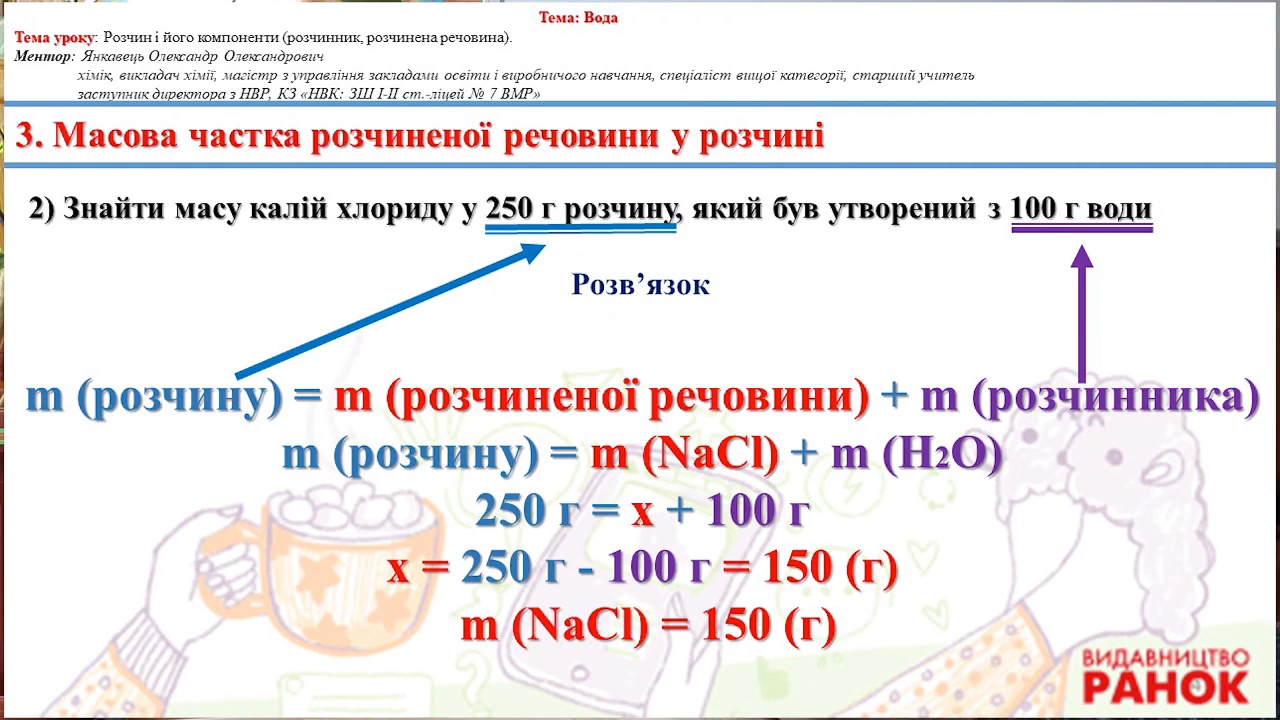 Тема: Вода
Тема уроку: Розчин і його компоненти (розчинник, розчинена речовина).
Ментор: Янкавець Олександр Олександрович
хімік, викладач хімії, магістр з управління закладами освіти і виробничого навчання, спеціаліст вищої категорії, старший учитель
заступник директора з НВР, КЗ «НВК: ЗШ І-ІІ ст.-ліцей № 7 ВМР»
3. Масова частка розчиненої речовини у розчині
2) Знайти масу калій хлориду у 250 г розчину, який був утворений з 100 г води
Розв’язок
m (розчину) = m (розчиненої речовини) + m (розчинника)
m (розчину) = m (NaCl) + m (H2O)
250 г = х + 100 г
х = 250 г - 100 г = 150 (г)
m (NaCl) = 150 (г)
ВИДАВНИЦТВО
РАНОК